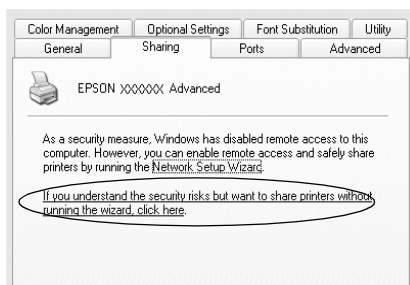 Color Management Optional Settings Font Substitution Utility
General Sharing Ports Advanced
EPSON XXXXXX Advanced
As a security measure, Windows has disabled remote access to this
computer. However, you can enable remote access and safely share
printers by running the Network Setup Wizard.
If you understand the security risks but want to share printers without
running the wizard, click here.